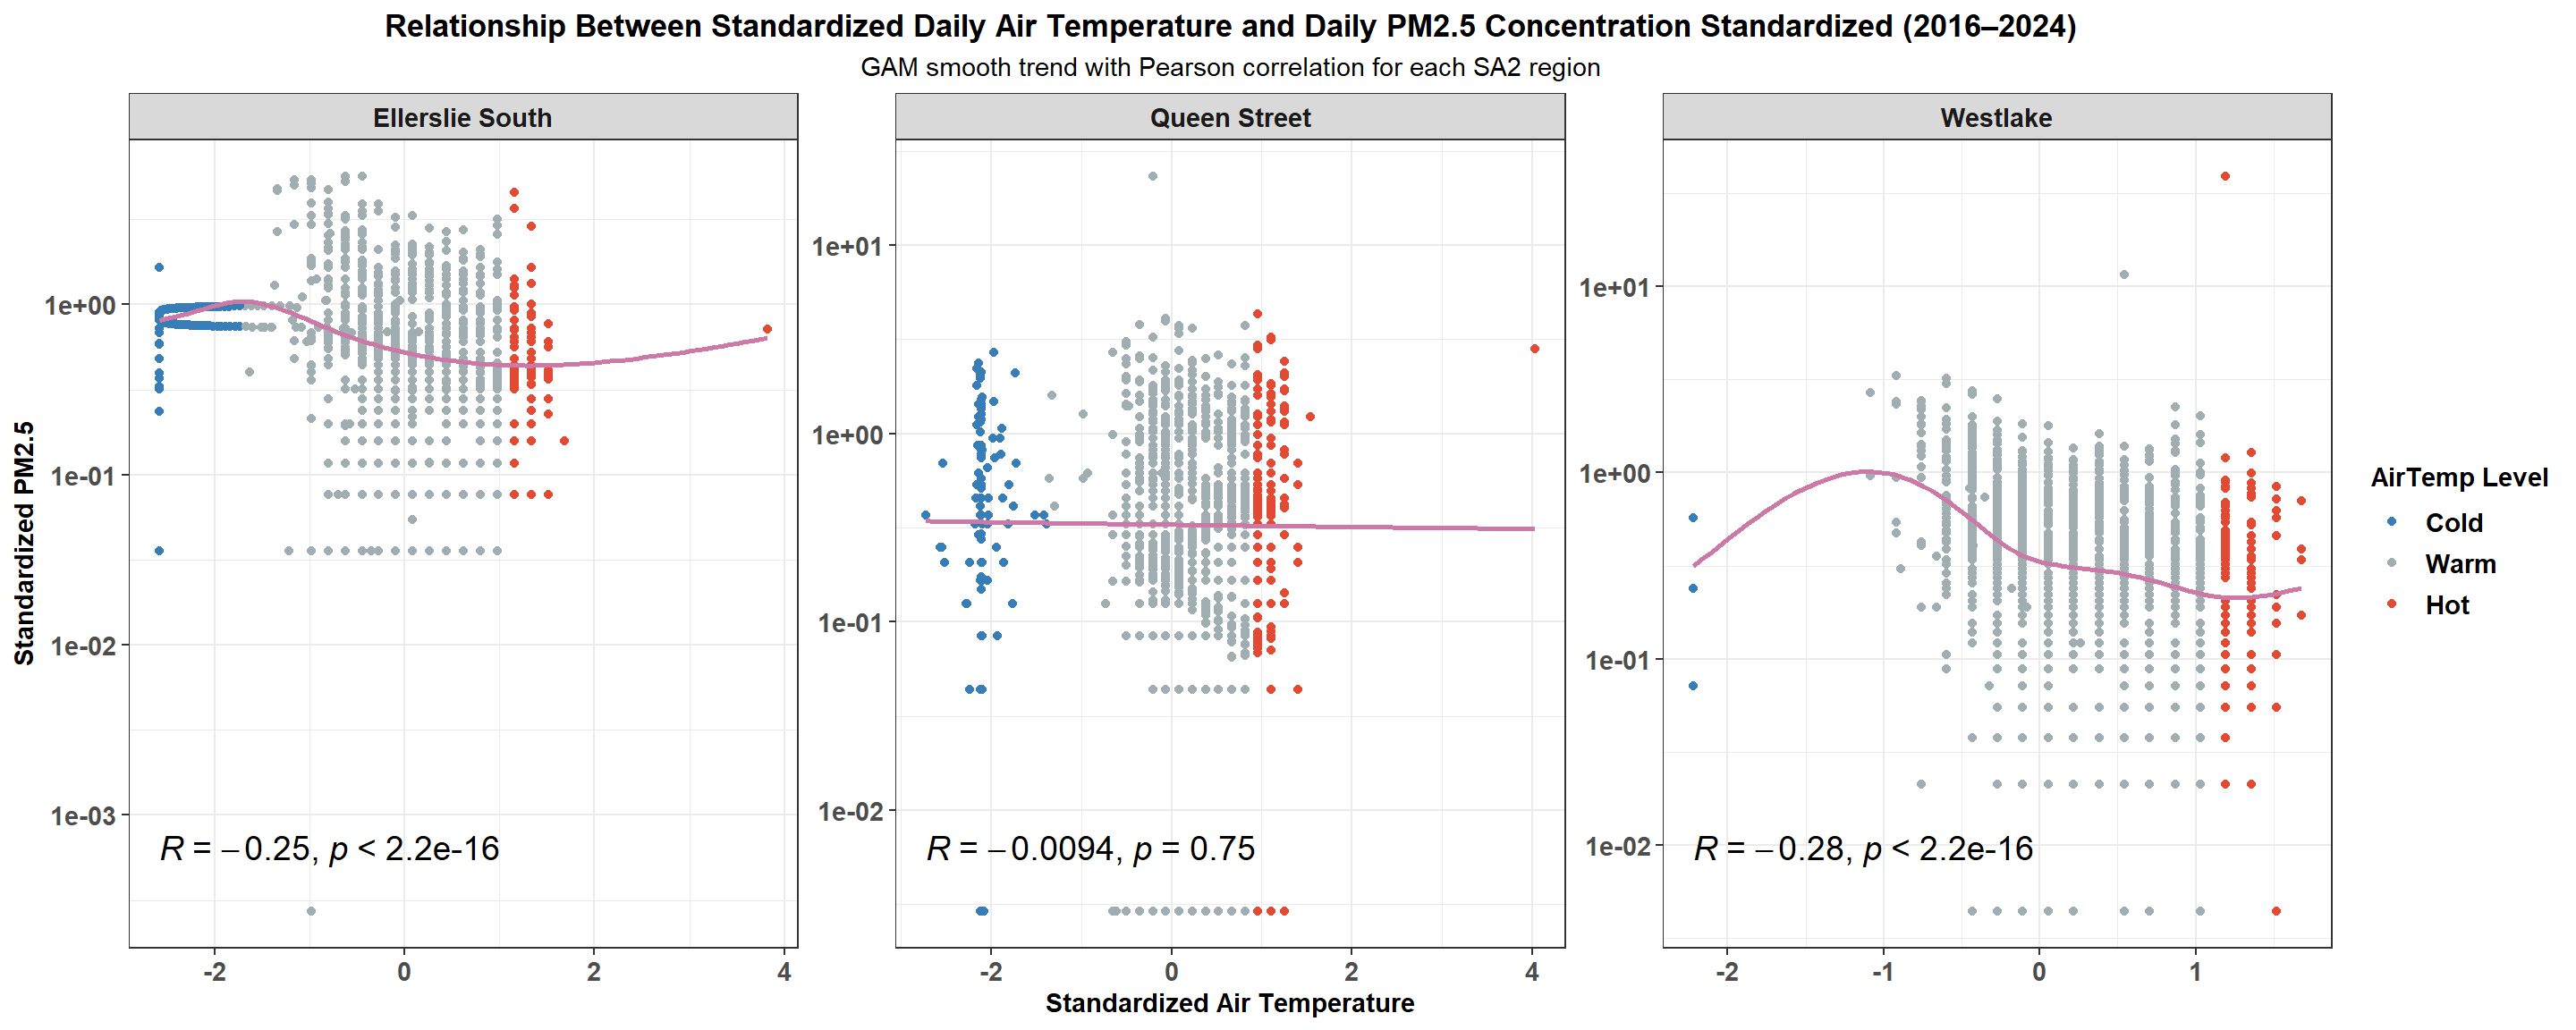 Relationship Between Standardized Daily Air Temperature and Daily PM2.5 Concentration Standardized (2016–2024)
GAM smooth trend with Pearson correlation for each SA2 region
Ellerslie South
Queen Street
Westlake
Standardized PM2.5
1e+00
1e-01
1e-02
1e-03
R = −0.25, p < 2.2e-16
-2 0 2 4
1e+01
1e+00
1e-01
1e-02
R = −0.0094, p = 0.75
-2 0 2 4
1e+01
1e+00
1e-01
1e-02
R = −0.28, p < 2.2e-16
-2 -1 0 1
Standardized Air Temperature
AirTemp Level
Cold
Warm
Hot